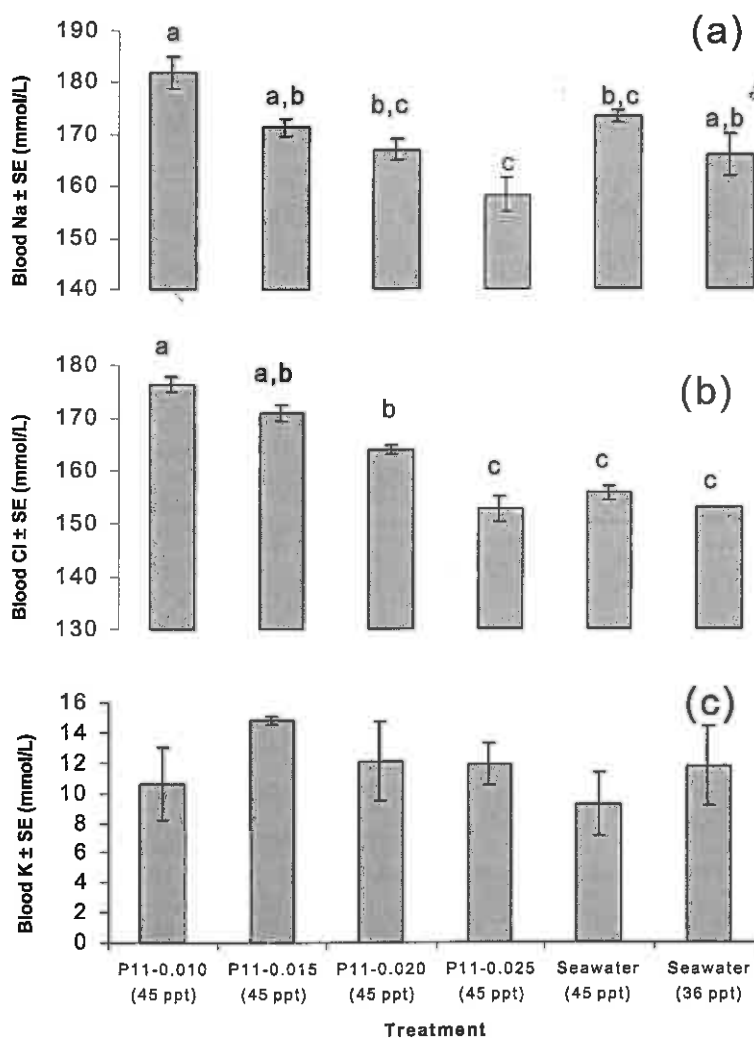 (a)
Blood Na ± SE (mmol/L)
190
180
170
160
150
140
a
a,b
b,c
c
b,c
a,b
(b)
Blood Cl ± SE (mmol/L)
180
170
160
150
140
130
a
a,b
b
c
c
c
(c)
Blood K ± SE (mmol/L)
16
14
12
10
8
6
4
2
0
P11-0.010 P11-0.015 P11-0.020 P11-0.025 Seawater Seawater
(45 ppt) (45 ppt) (45 ppt) (45 ppt) (45 ppt) (36 ppt)
Treatment